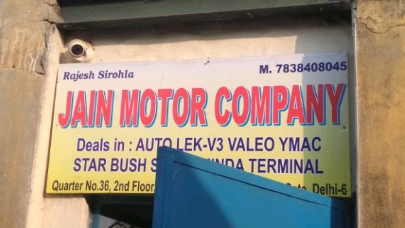 Rajesh Sirohla
M. 7838408045
JAIN MOTOR COMPANY
Deals in : AUTO LEK-V3 VALEO YMAC
STAR BUSH TERMINAL
Quarter No.36, 2nd Floor Delhi-6